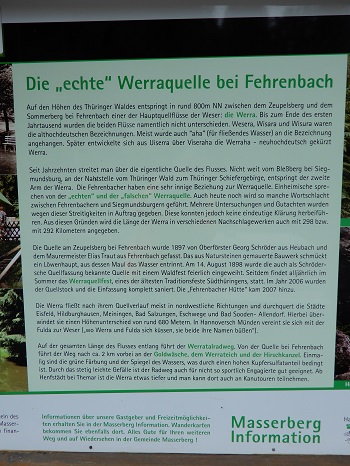 Die „echte“ Werraquelle bei Fehrenbach
Auf den Höhen des Thüringer Waldes entspringt in rund 800m NN zwischen dem Zeupelsberg und dem
Sommerberg bei Fehrenbach einer der Hauptquellflüsse der Weser: die Werra. Bis zum Ende des ersten
Jahrtausend wurden die beiden Flüsse namentlich nicht unterschieden. Wesera, Wisara und Wisura waren
die althochdeutschen Bezeichnungen. Meist wurde auch "aha" (für fließendes Wasser) an die Bezeichnung
angehangen. Später entwickelte sich aus Uiserra über Viseraha die Werraha - neuhochdeutsch gekürzt
Werra.
Seit Jahrzehnten streitet man über die eigentliche Quelle des Flusses. Nicht weit vom Bleßberg bei Sieg-
mundsburg, an der Nahtstelle vom Thüringer Wald zum Thüringer Schiefergebirge, entspringt der zweite
Arm der Werra. Die Fehrenbacher haben eine sehr innige Beziehung zur Werraquelle. Einheimische spre-
chen von der „echten“ und der „falschen“ Werraquelle. Auch heute noch wird so manche Wortschlacht
zwischen Fehrenbachern und Siegmundsburgern geführt. Mehrere Untersuchungen und Gutachten wurden
wegen dieser Streitigkeiten in Auftrag gegeben. Diese konnten jedoch keine eindeutige Klärung herbeifüh-
ren. Aus diesen Gründen wird die Länge der Werra in verschiedenen Nachschlagewerken auch mit 298 bzw.
mit 292 Kilometern angegeben.
Die Quelle am Zeupelsberg bei Fehrenbach wurde 1897 von Oberförster Georg Schröder aus Heubach und
dem Maurermeister Elias Traut aus Fehrenbach gefasst. Das aus Natursteinen gemauerte Bauwerk schmückt
ein Löwenhaupt, aus dessen Maul das Wasser entrinnt. Am 14. August 1898 wurde die auch als Schröder-
sche Quellfassung bekannte Quelle mit einem Waldfest feierlich eingeweiht. Seitdem findet alljährlich im
Sommer das Werraquellfest, eines der ältesten Traditionsfeste Südthüringens, statt. Im Jahr 2006 wurden
der Quellstock und die Einfassung komplett saniert. Die „Fehrenbacher Hütte“ kam 2007 hinzu.
Die Werra fließt nach ihrem Quellverlauf meist in nordwestliche Richtungen und durchquert die Städte
Eisfeld, Hildburghausen, Meiningen, Bad Salzungen, Eschwege und Bad Sooden- Allendorf. Hierbei über-
windet sie einen Höhenunterschied von rund 680 Metern. In Hannoversch Münden vereint sie sich mit der
Fulda zur Weser („wo Werra und Fulda sich küssen, sie beide ihre Namen büßen“).
Auf der gesamten Länge des Flusses entlang führt der Werratalradweg. Von der Quelle bei Fehrenbach
führt der Weg nach ca. 2 km vorbei an der Goldwäsche, dem Werrateich und der Hirschkanzel. Einma-
lig sind die grüne Färbung und der Spiegel des Wassers, was durch einen hohen Kupfersulfatanteil bedingt
ist. Durch das stetig leichte Gefälle ist der Radweg auch für nicht so sportlich Engagierte gut geeignet. Ab
Henfstädt bei Themar ist die Werra etwas tiefer und man kann dort auch an Kanutouren teilnehmen.
Informationen über unsere Gastgeber und Freizeitmöglichkei-
ten erhalten Sie in der Masserberg Information. Wanderkarten
bekommen Sie ebenfalls dort. Alles Gute für Ihren weiteren
Weg und auf Wiedersehen in der Gemeinde Masserberg !
Masserberg
Information